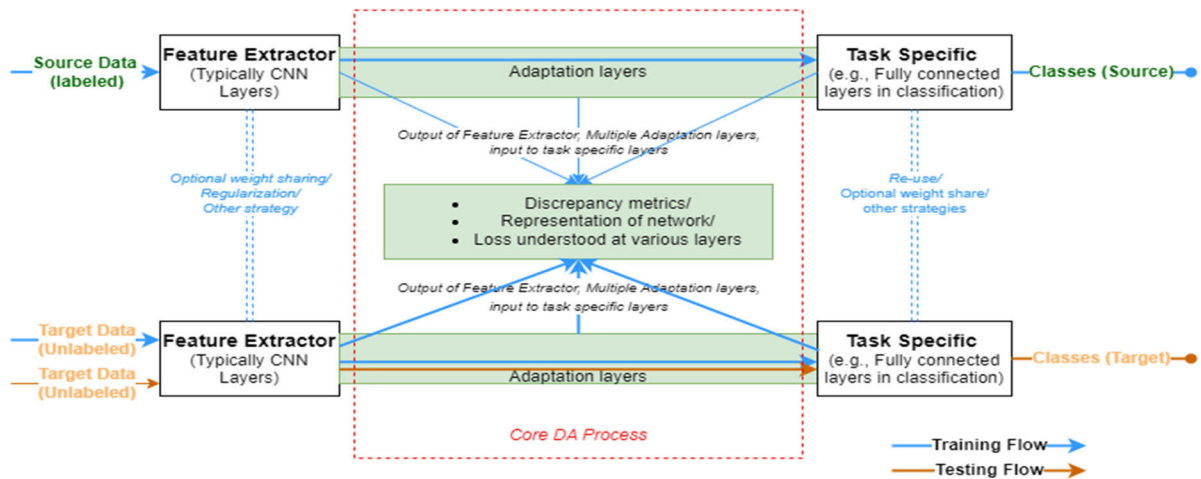 Source Data
(labeled)
Feature Extractor
(Typically CNN
Layers)
Adaptation layers
Task Specific
(e.g., Fully connected
layers in classification)
Classes (Source)
Output of Feature Extractor, Multiple Adaptation layers,
input to task specific layers
Optional weight sharing/
Regularization/
Other strategy
• Discrepancy metrics/
• Representation of network/
• Loss understood at various layers
Re-use/
Optional weight share/
other strategies
Output of Feature Extractor, Multiple Adaptation layers,
input to task specific layers
Target Data
(Unlabeled)
Target Data
(Unlabeled)
Feature Extractor
(Typically CNN
Layers)
Adaptation layers
Task Specific
(e.g., Fully connected
layers in classification)
Classes (Target)
Core DA Process
Training Flow
Testing Flow